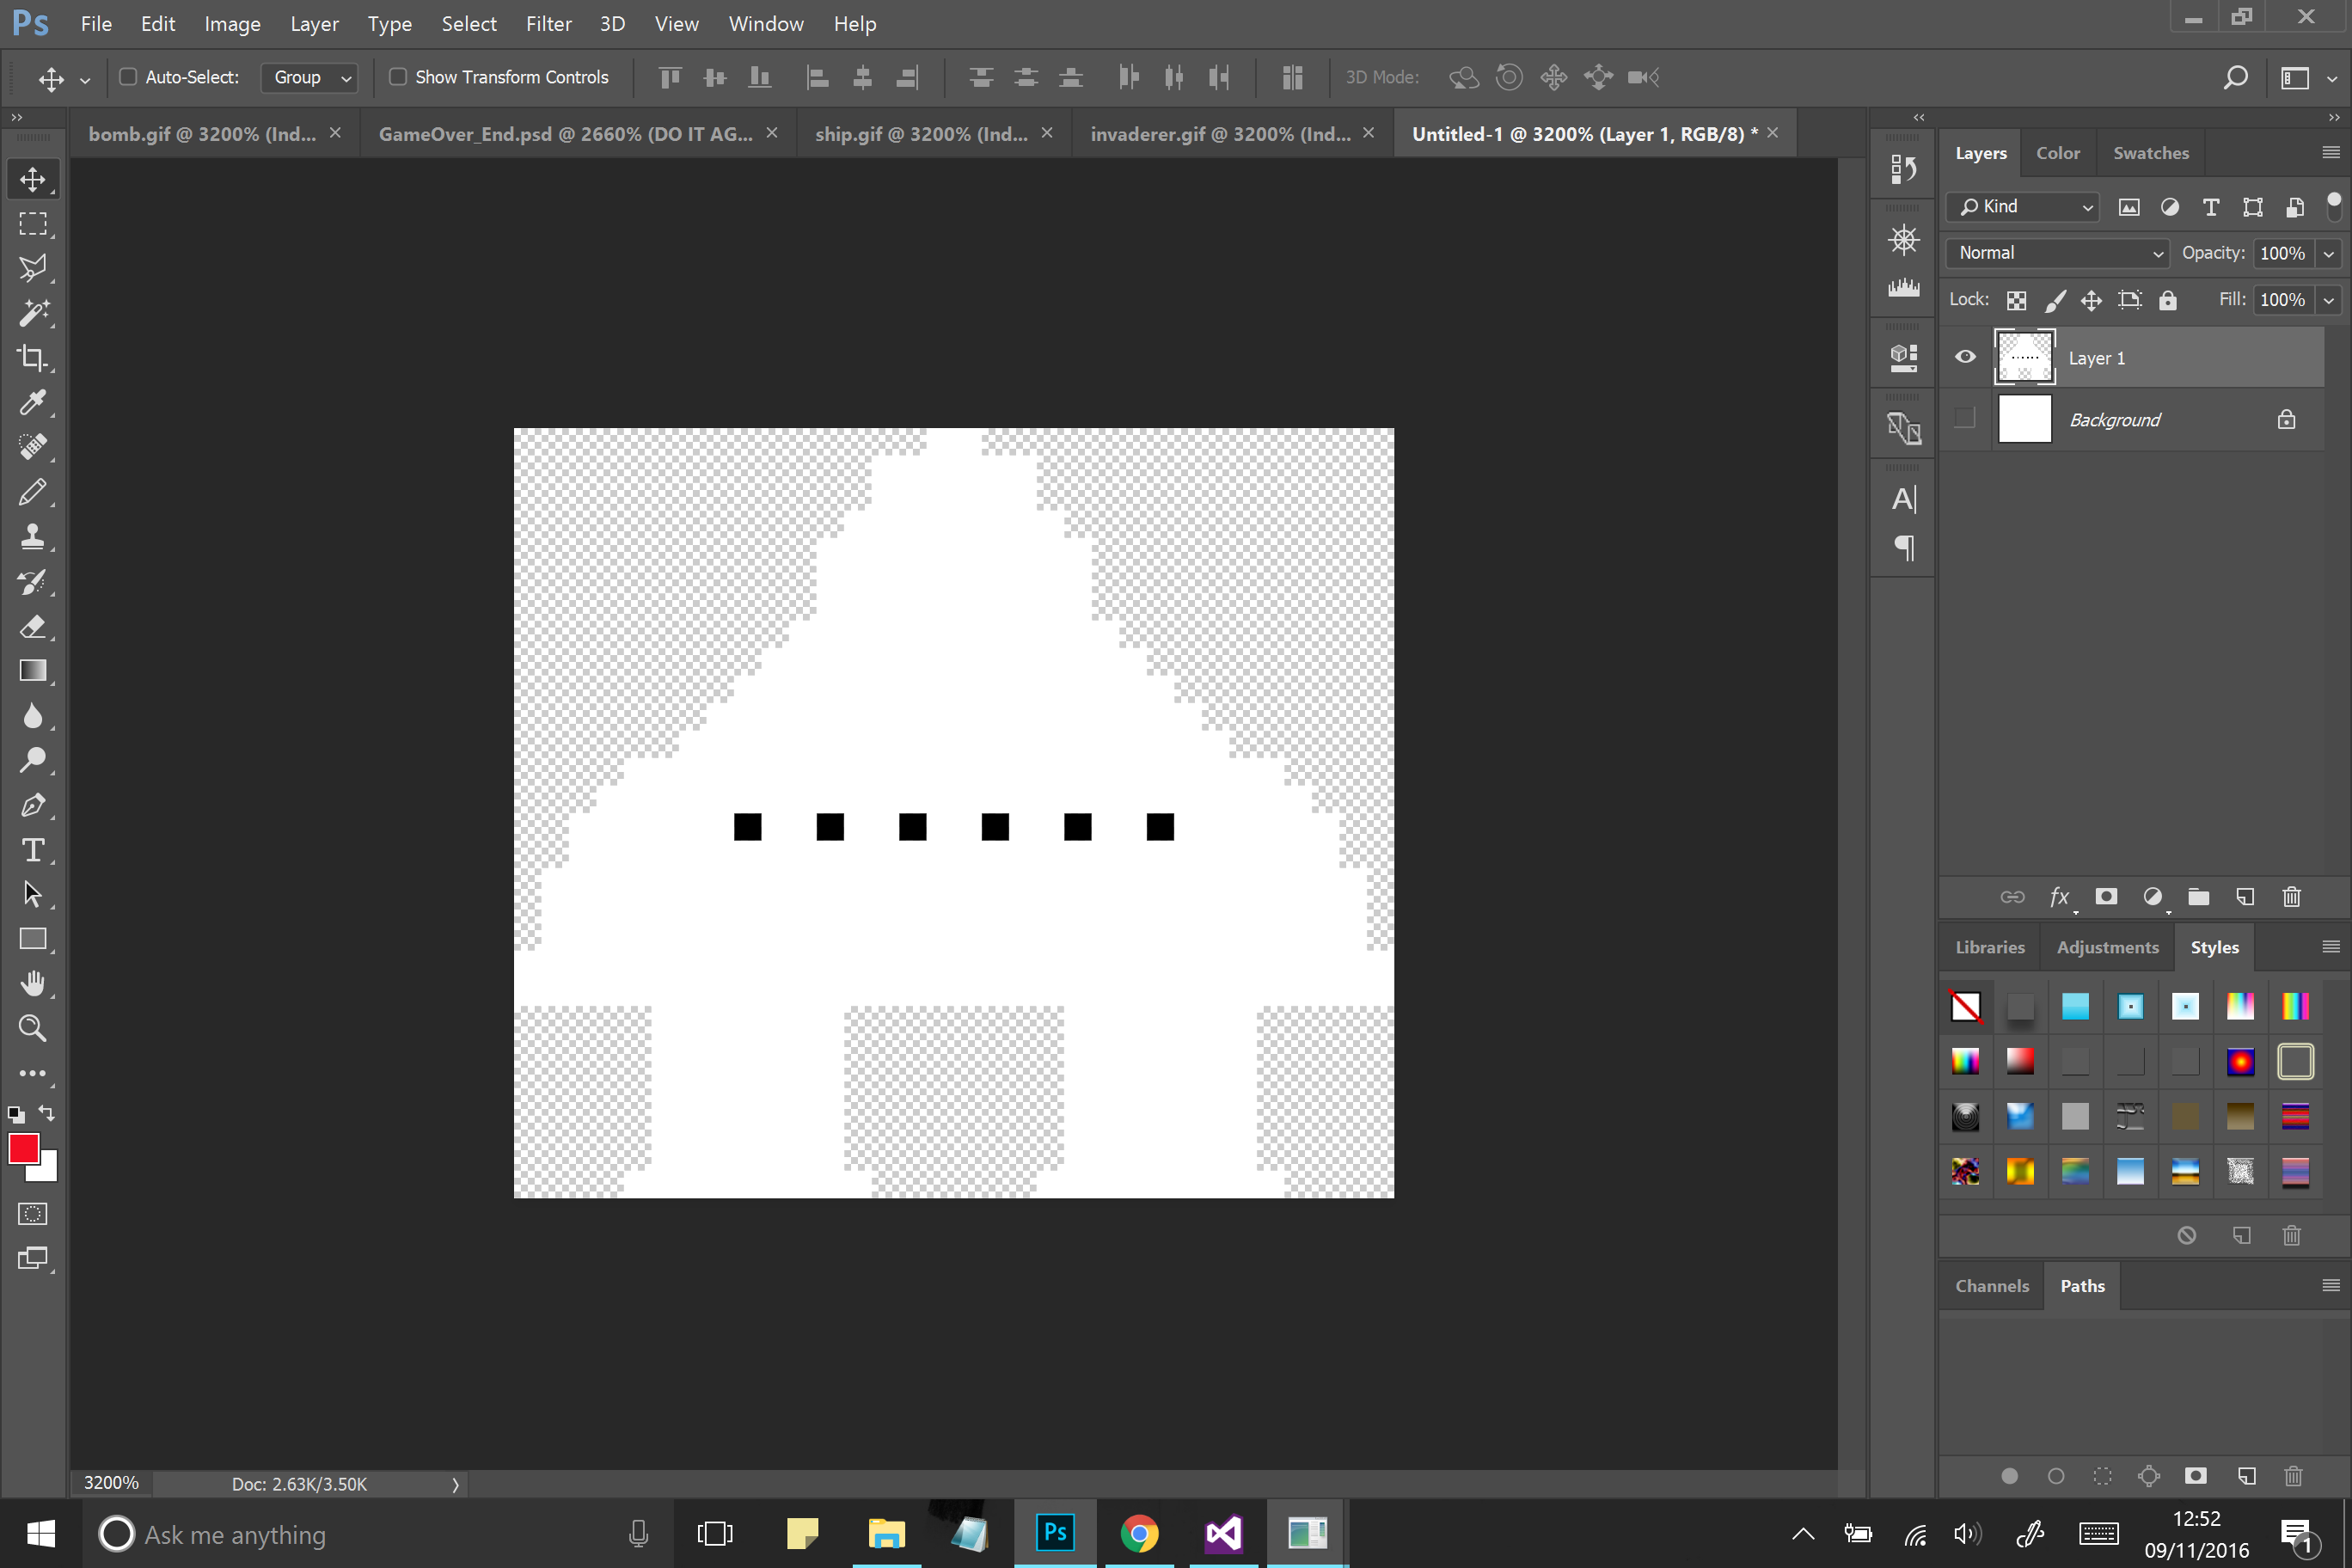 Ps File Edit Image Layer Type Select Filter 3D View Window Help
Auto-Select: Group Show Transform Controls 3D Mode:
bomb.gif @ 3200% (Ind... × GameOver_End.psd @ 2660% (DO IT AG... × ship.gif @ 3200% (Ind... × invaderer.gif @ 3200% (Ind... × Untitled-1 @ 3200% (Layer 1, RGB/8) * ×
Layers Color Swatches
Kind
Normal Opacity: 100%
Lock: Fill: 100%
Layer 1
Background
fx
Libraries Adjustments Styles
Channels Paths
3200% Doc: 2.63K/3.50K
Ask me anything
Ps
12:52
09/11/2016
1